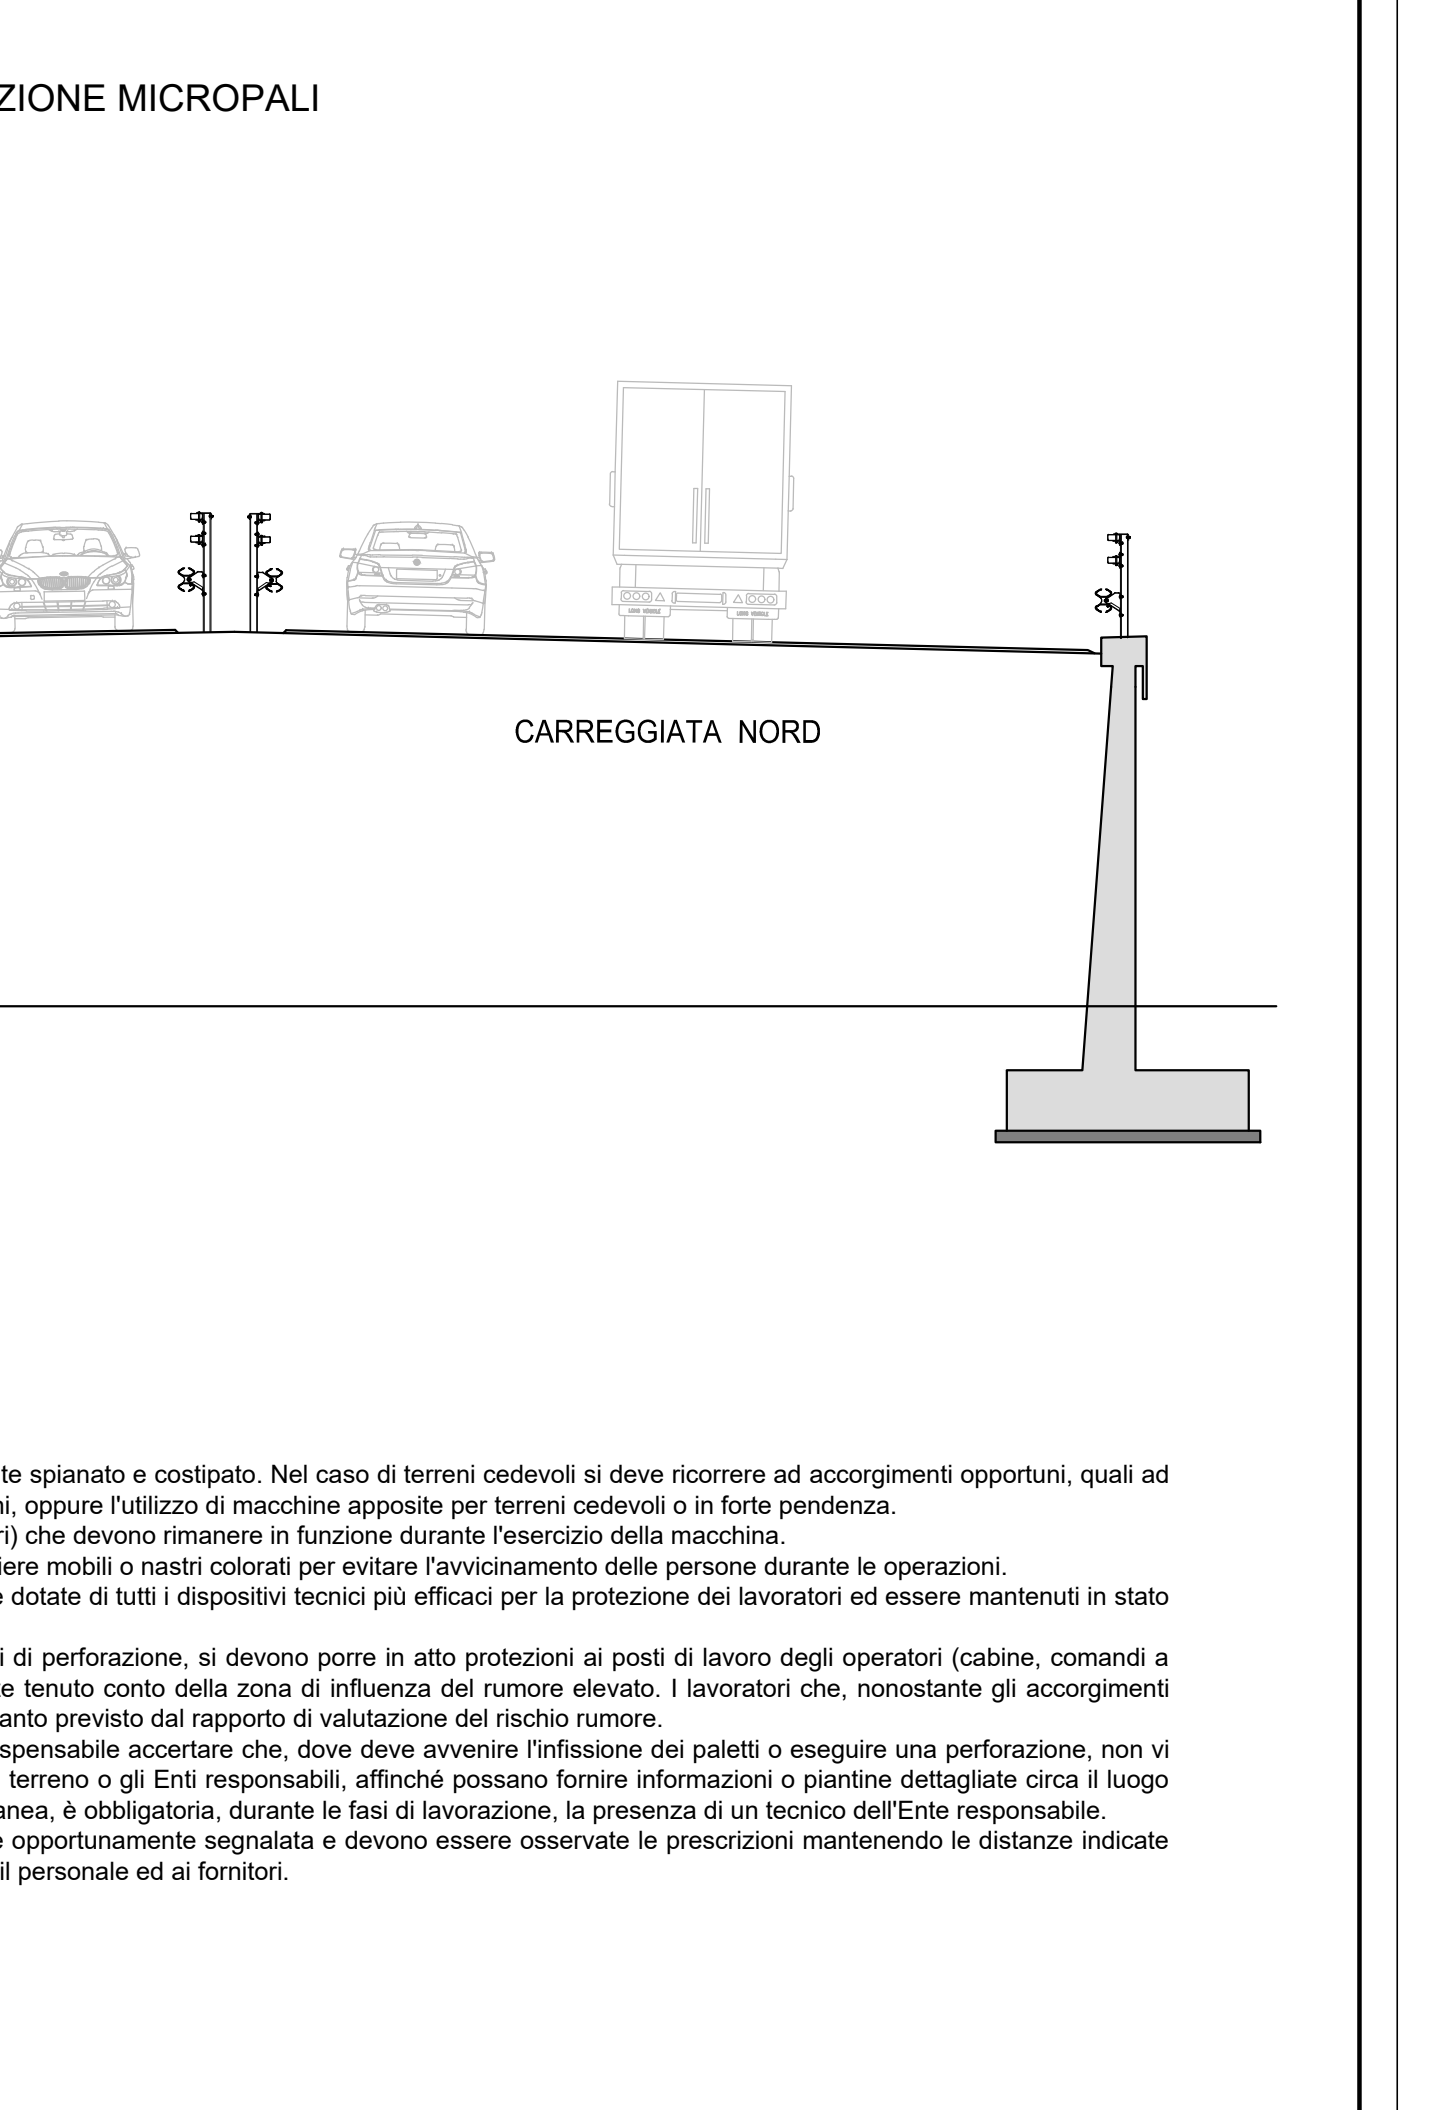 ZIONE MICROPALI
LONG VEHICLE LONG VEHICLE
CARREGGIATA NORD
te spianato e costipato. Nel caso di terreni cedevoli si deve ricorrere ad accorgimenti opportuni, quali ad
ni, oppure l'utilizzo di macchine apposite per terreni cedevoli o in forte pendenza.
ri) che devono rimanere in funzione durante l'esercizio della macchina.
iere mobili o nastri colorati per evitare l'avvicinamento delle persone durante le operazioni.
e dotate di tutti i dispositivi tecnici più efficaci per la protezione dei lavoratori ed essere mantenuti in stato
i di perforazione, si devono porre in atto protezioni ai posti di lavoro degli operatori (cabine, comandi a
te tenuto conto della zona di influenza del rumore elevato. I lavoratori che, nonostante gli accorgimenti
anto previsto dal rapporto di valutazione del rischio rumore.
spensabile accertare che, dove deve avvenire l'infissione dei paletti o eseguire una perforazione, non vi
terreno o gli Enti responsabili, affinché possano fornire informazioni o piantine dettagliate circa il luogo
anea, è obbligatoria, durante le fasi di lavorazione, la presenza di un tecnico dell'Ente responsabile.
e opportunamente segnalata e devono essere osservate le prescrizioni mantenendo le distanze indicate
il personale ed ai fornitori.